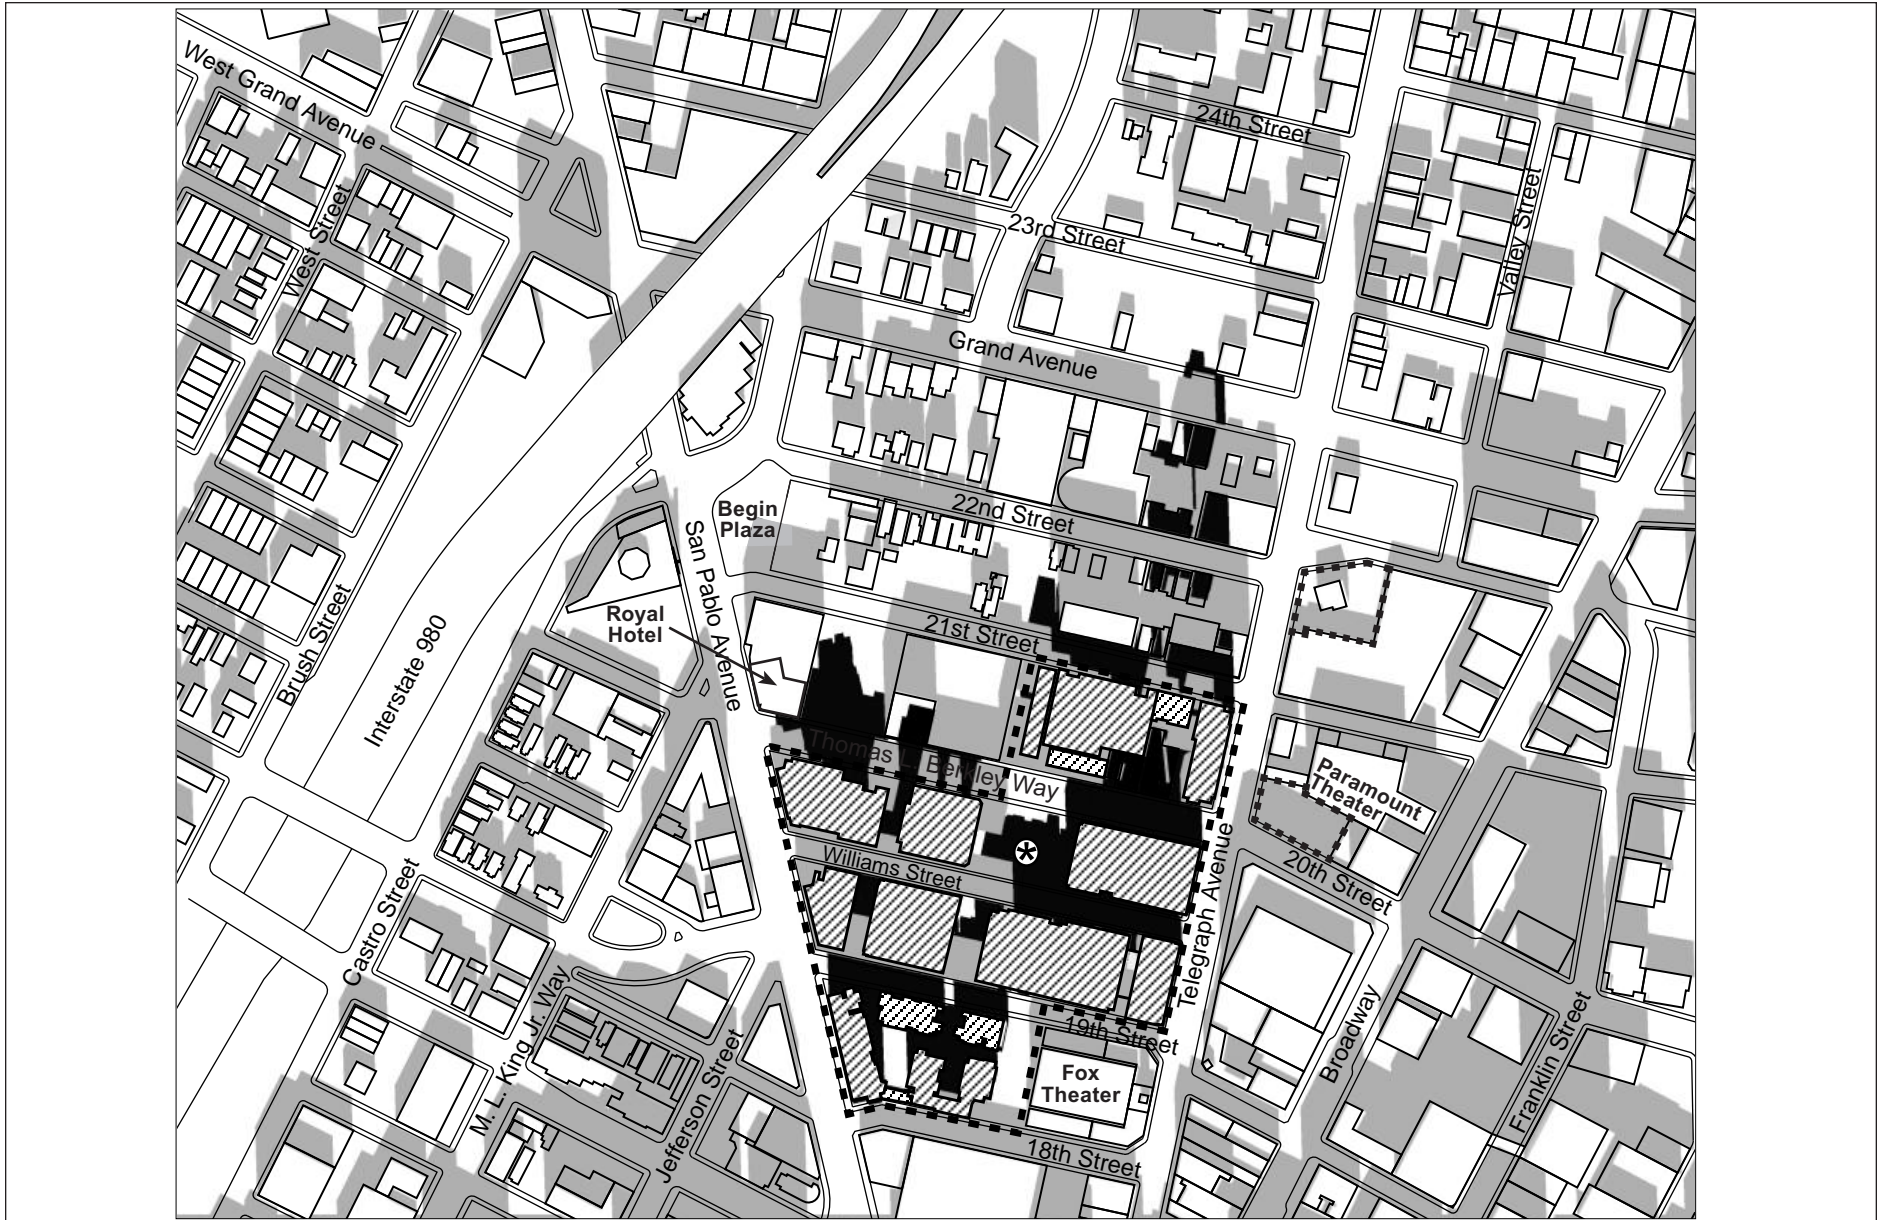 West Grand Avenue
24th Street
West Street
Valley Street
23rd Street
Grand Avenue
22nd Street
Begin
Plaza
San Pablo Avenue
Royal
Hotel
21st Street
Brush Street
Interstate 980
Thomas L. Berkley Way
Paramount
Theater
20th Street
Williams Street
*
Telegraph Avenue
Castro Street
M. L. King Jr. Way
Jefferson Street
19th Street
Fox
Theater
Broadway
Franklin Street
18th Street